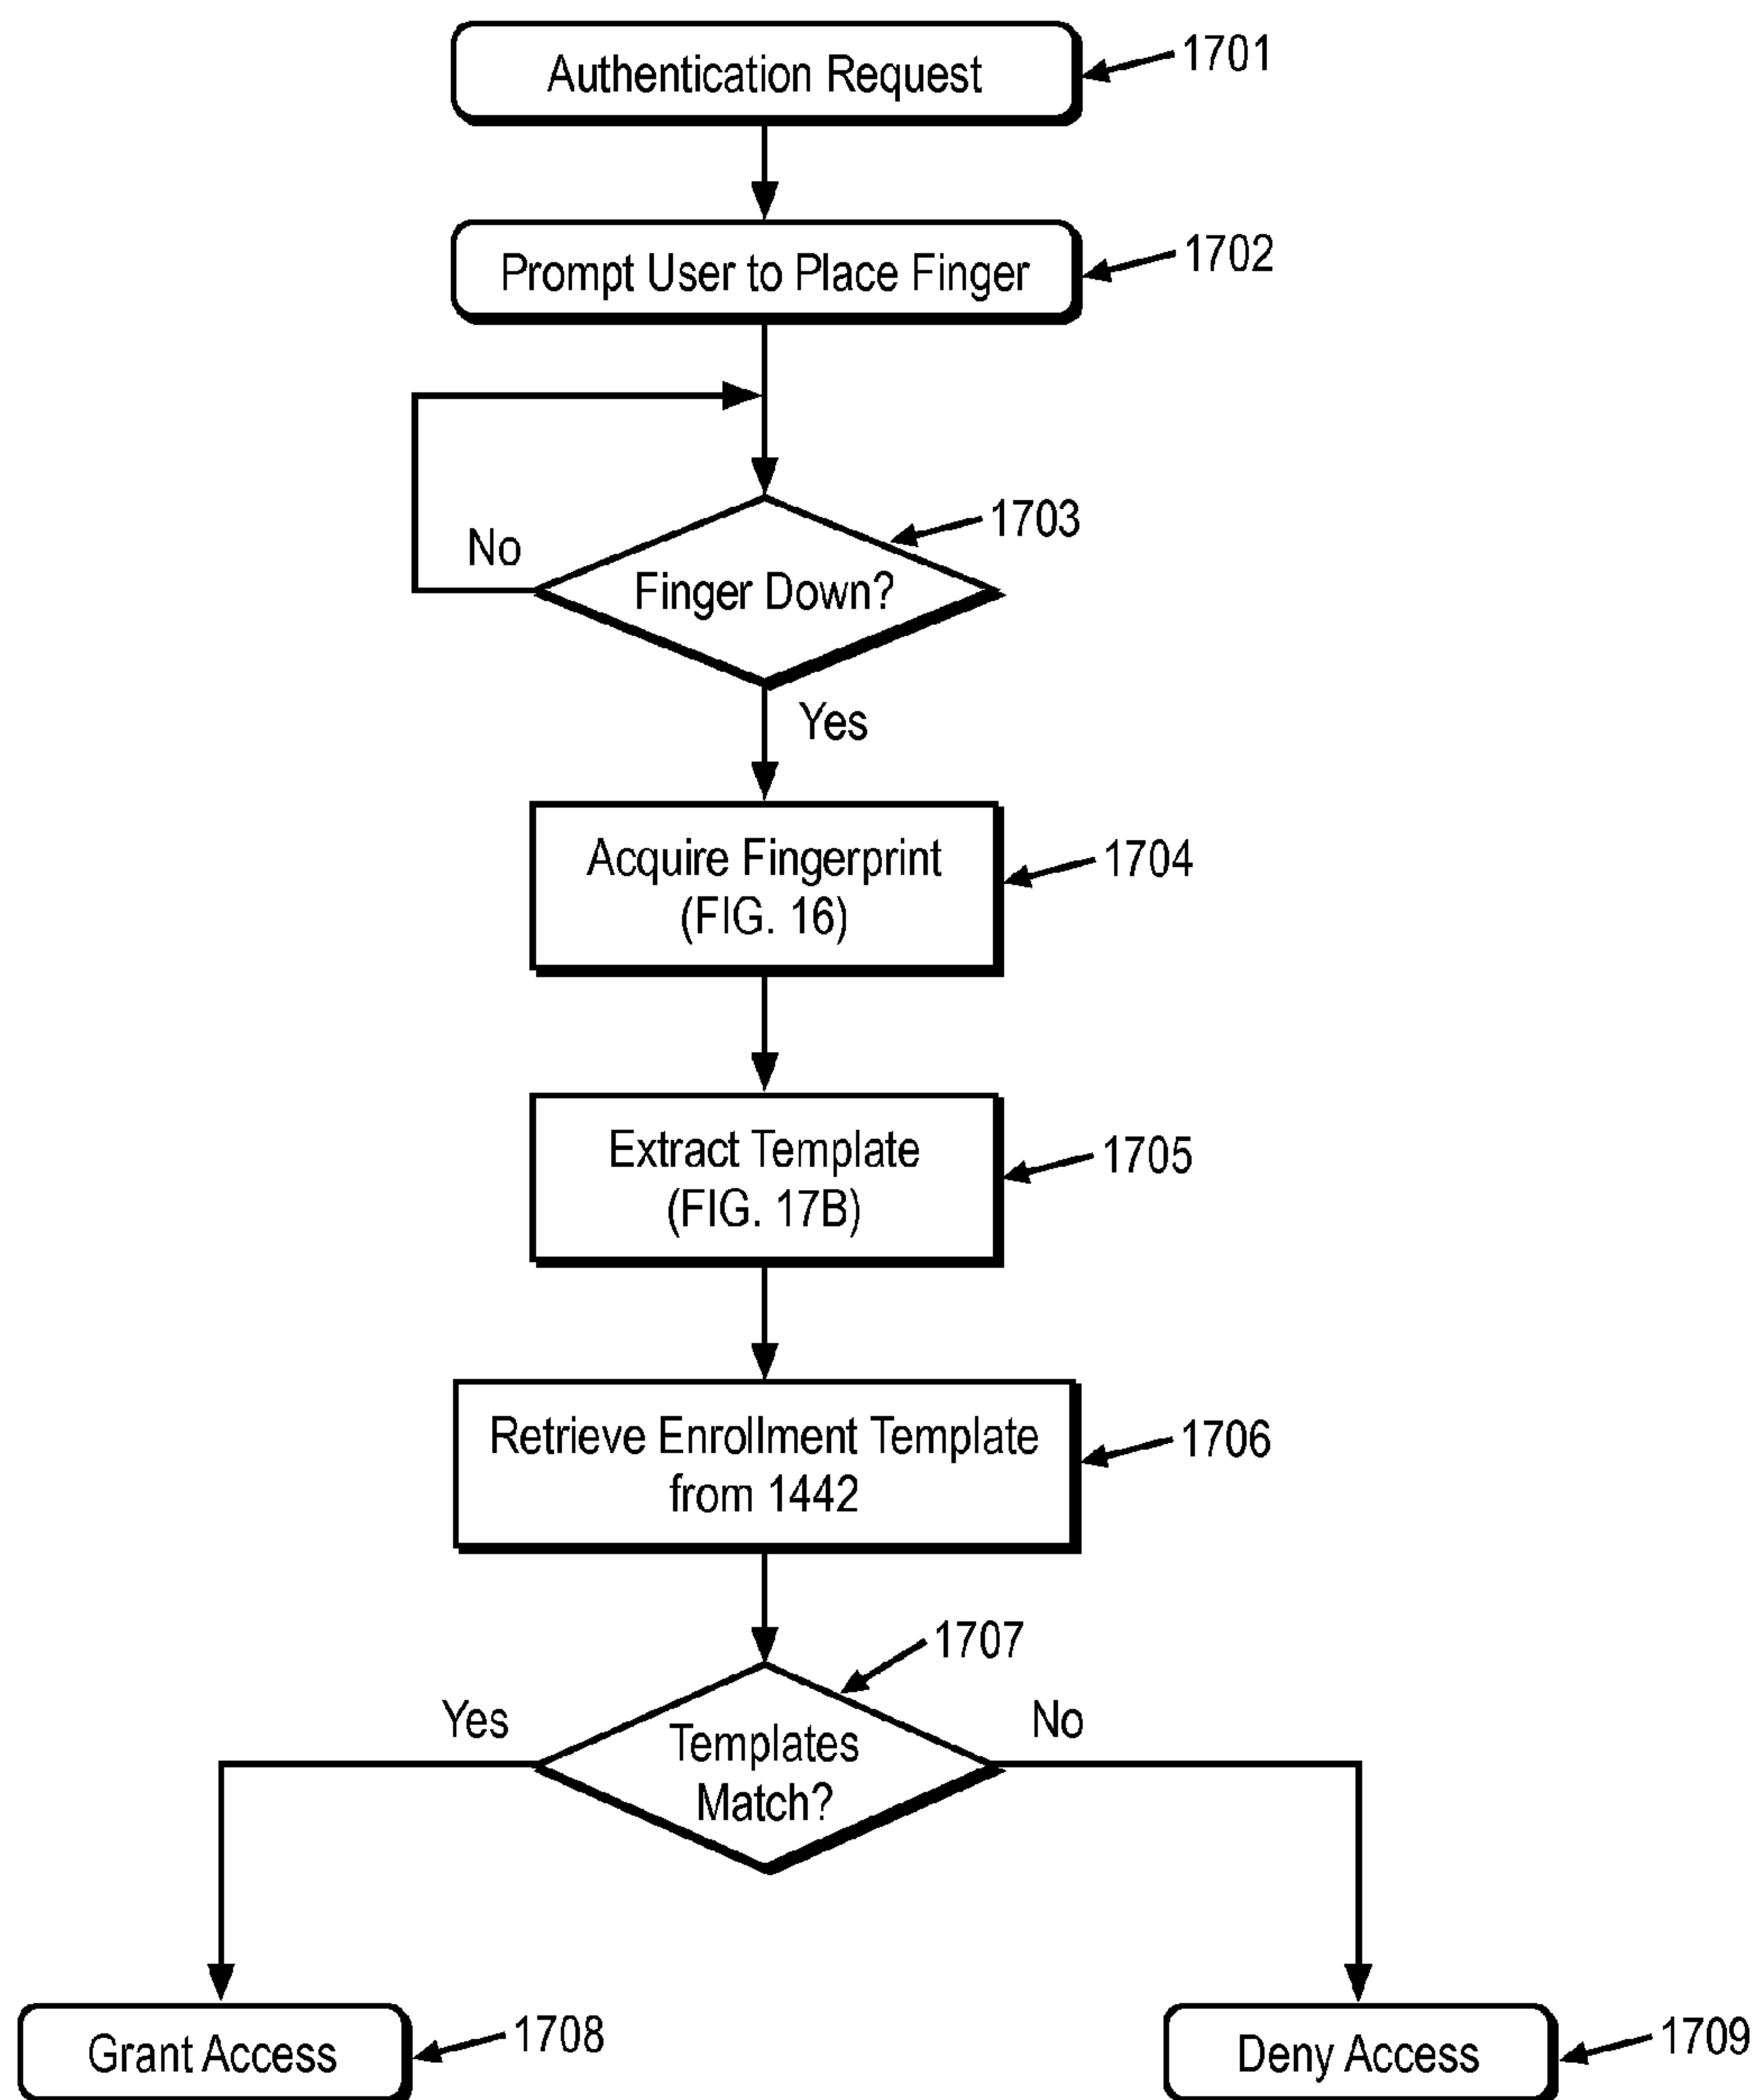 Authentication Request
1701
Prompt User to Place Finger
1702
1703
No
Finger Down?
Yes
Acquire Fingerprint
(FIG. 16)
1704
Extract Template
(FIG. 17B)
1705
Retrieve Enrollment Template
from 1442
1706
1707
Yes
No
Templates
Match?
Grant Access
1708
Deny Access
1709